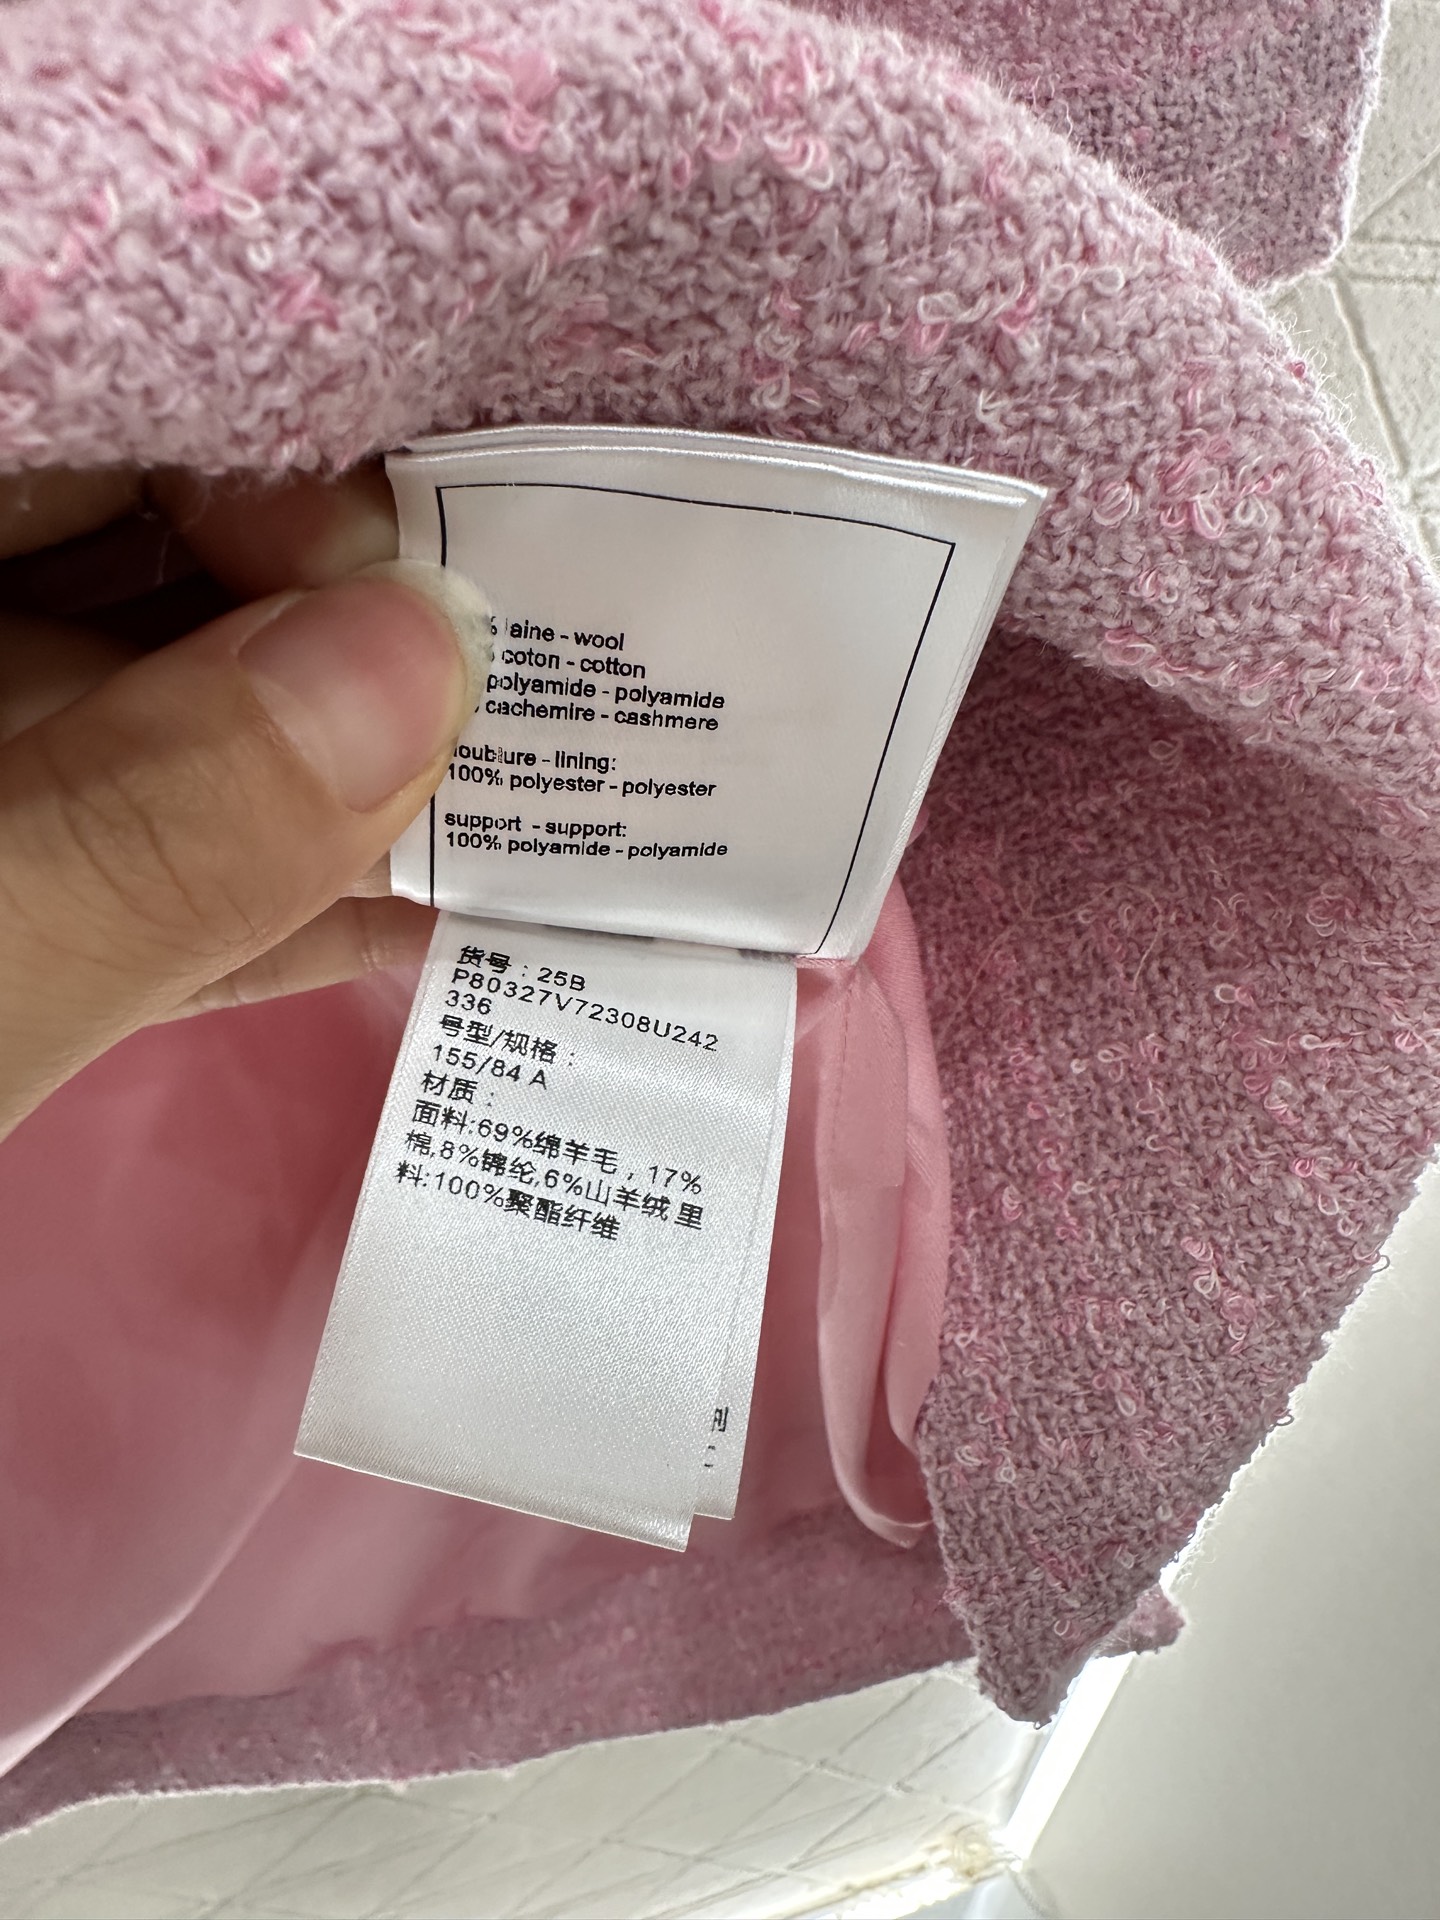 % laine - wool
coton - cotton
polyamide - polyamide
cachemire - cashmere
doublure - lining:
100% polyester - polyester
support - support:
100% polyamide - polyamide
货号：25B
P80327V72308U242
336
号型/规格：
155/84 A
材质：
面料:69%绵羊毛，17%
棉,8%锦纶,6%山羊绒 里
料:100%聚酯纤维